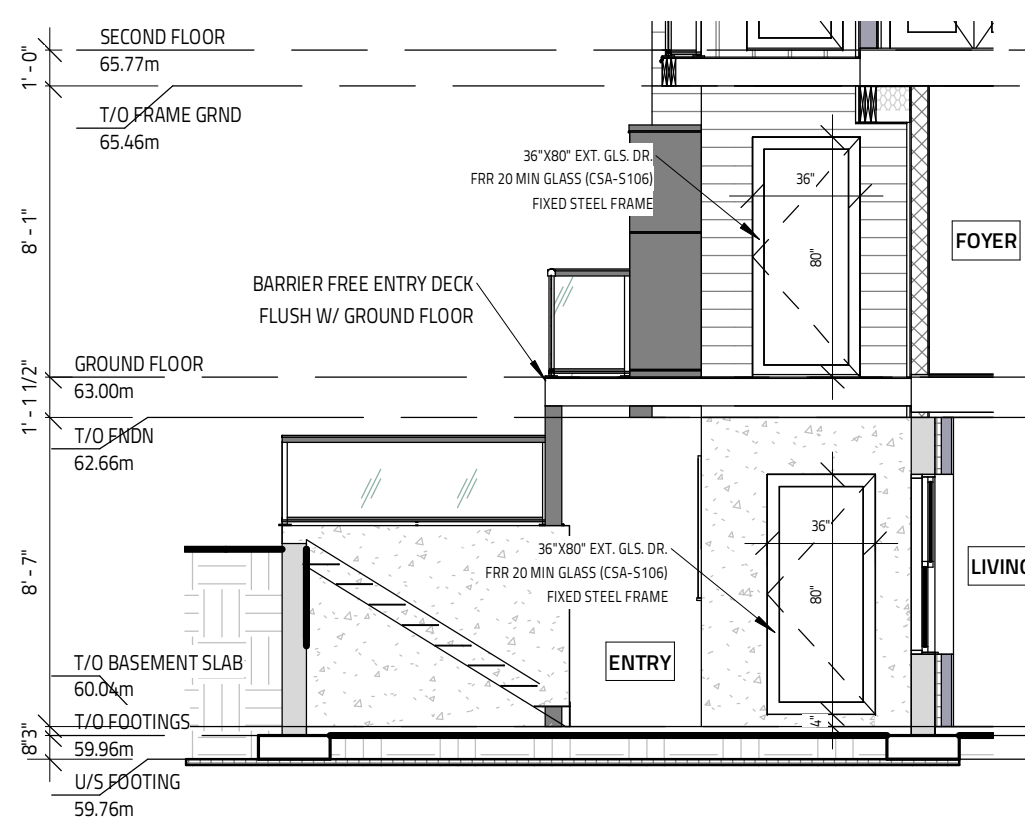 SECOND FLOOR
65.77m
1' - 0"
T/O FRAME GRND
65.46m
36"X80" EXT. GLS. DR.
FRR 20 MIN GLASS (CSA-S106)
FIXED STEEL FRAME
36"
80"
8' - 1"
FOYER
BARRIER FREE ENTRY DECK
FLUSH W/ GROUND FLOOR
GROUND FLOOR
63.00m
1' - 1 1/2"
T/O FNDN
62.66m
36"X80" EXT. GLS. DR.
FRR 20 MIN GLASS (CSA-S106)
FIXED STEEL FRAME
36"
80"
8' - 7"
LIVING
ENTRY
T/O BASEMENT SLAB
60.04m
4"
T/O FOOTINGS
59.96m
3"
8"
U/S FOOTING
59.76m